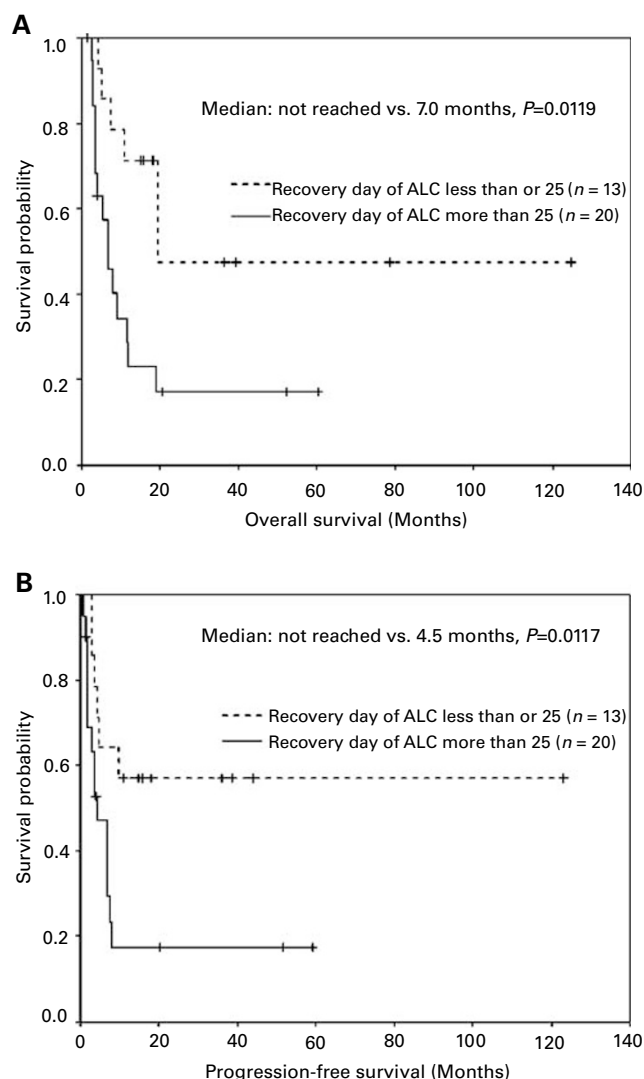 A
1.0
0.8
0.6
0.4
0.2
0.0
Survival probability
Median: not reached vs. 7.0 months, P=0.0119
Recovery day of ALC less than or 25 (n = 13)
Recovery day of ALC more than 25 (n = 20)
0 20 40 60 80 100 120 140
Overall survival (Months)
B
1.0
0.8
0.6
0.4
0.2
0.0
Survival probability
Median: not reached vs. 4.5 months, P=0.0117
Recovery day of ALC less than or 25 (n = 13)
Recovery day of ALC more than 25 (n = 20)
0 20 40 60 80 100 120 140
Progression-free survival (Months)